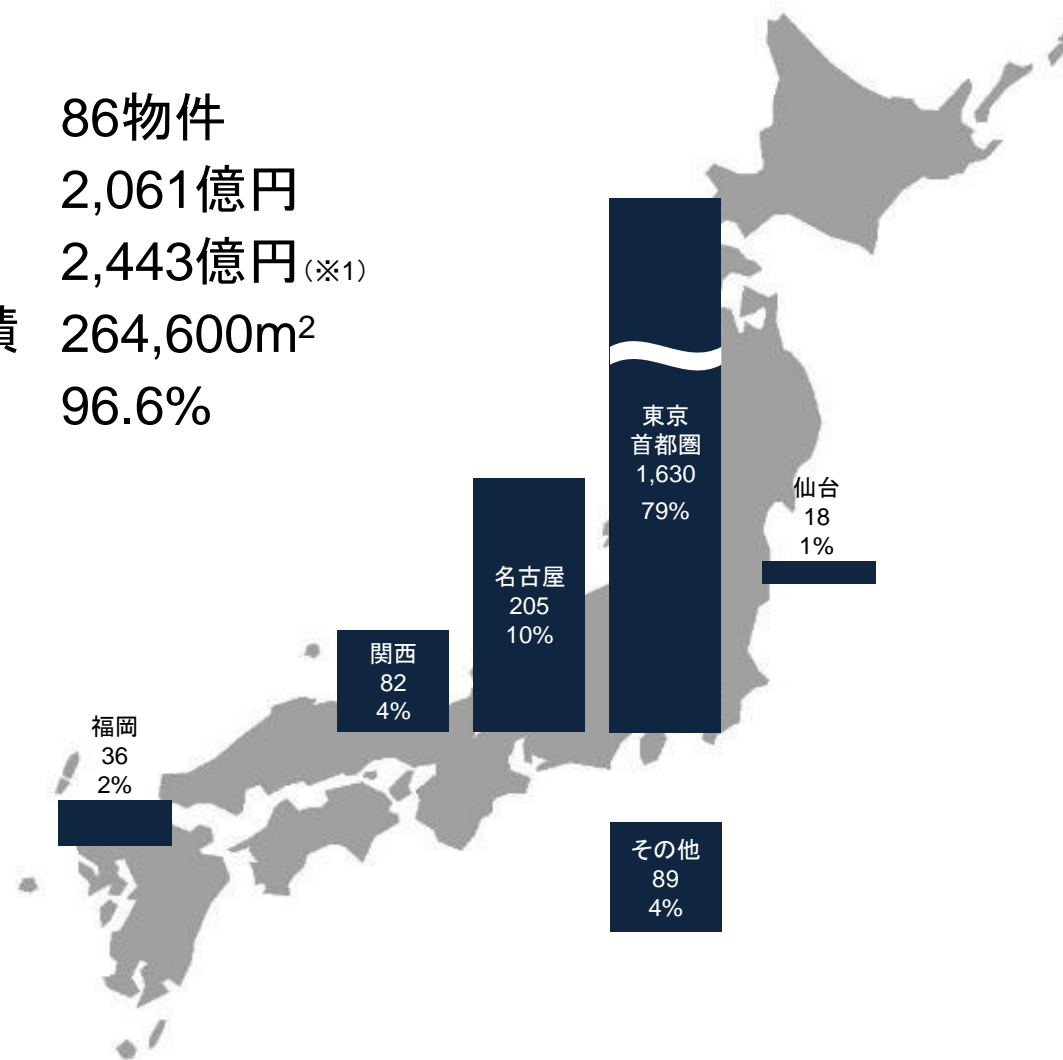 86物件
2,061億円
2,443億円(※1)
積 264,600m²
96.6%
東京
首都圏
1,630
79%
仙台
18
1%
名古屋
205
10%
関西
82
4%
福岡
36
2%
その他
89
4%